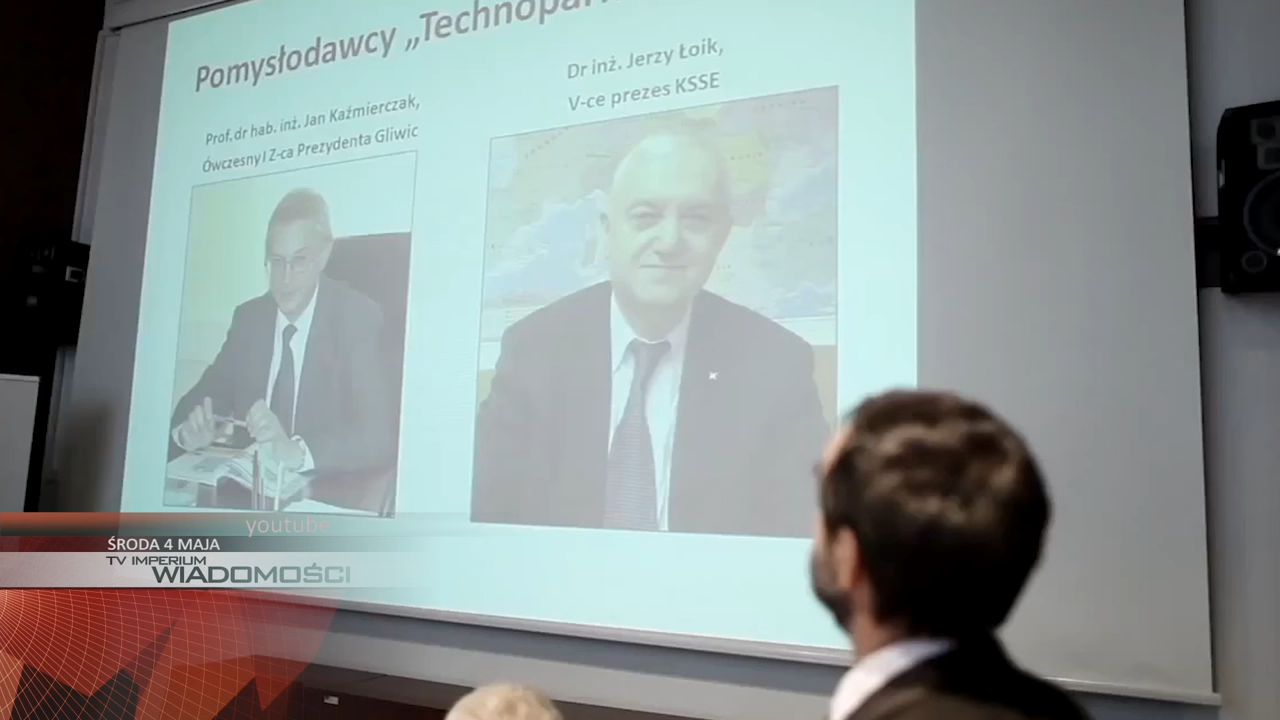 Pomysłodawcy „Technopar
Prof. dr hab. inż. Jan Kaźmierczak,
Ówczesny I Z-ca Prezydenta Gliwic
Dr inż. Jerzy Łoik,
V-ce prezes KSSE
youtube
ŚRODA 4 MAJA
TV IMPERIUM
WIADOMOŚCI